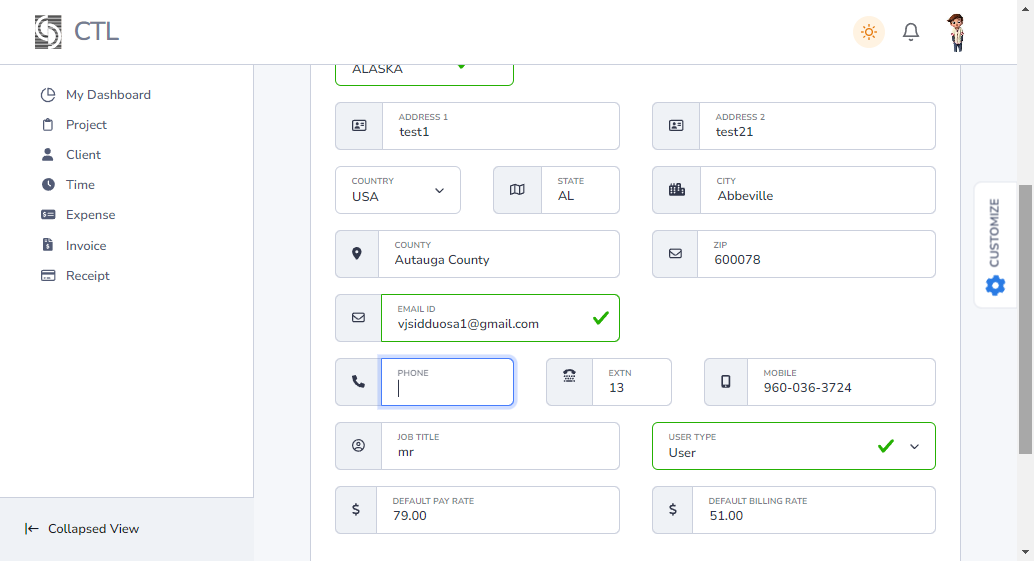 CTL
My Dashboard
Project
Client
Time
Expense
Invoice
Receipt
Collapsed View
ALASKA
ADDRESS 1
test1
ADDRESS 2
test21
COUNTRY
USA
STATE
AL
CITY
Abbeville
COUNTY
Autauga County
ZIP
600078
EMAIL ID
vjsidduosa1@gmail.com
PHONE
EXTN
13
MOBILE
960-036-3724
JOB TITLE
mr
USER TYPE
User
DEFAULT PAY RATE
79.00
DEFAULT BILLING RATE
51.00
CUSTOMIZE